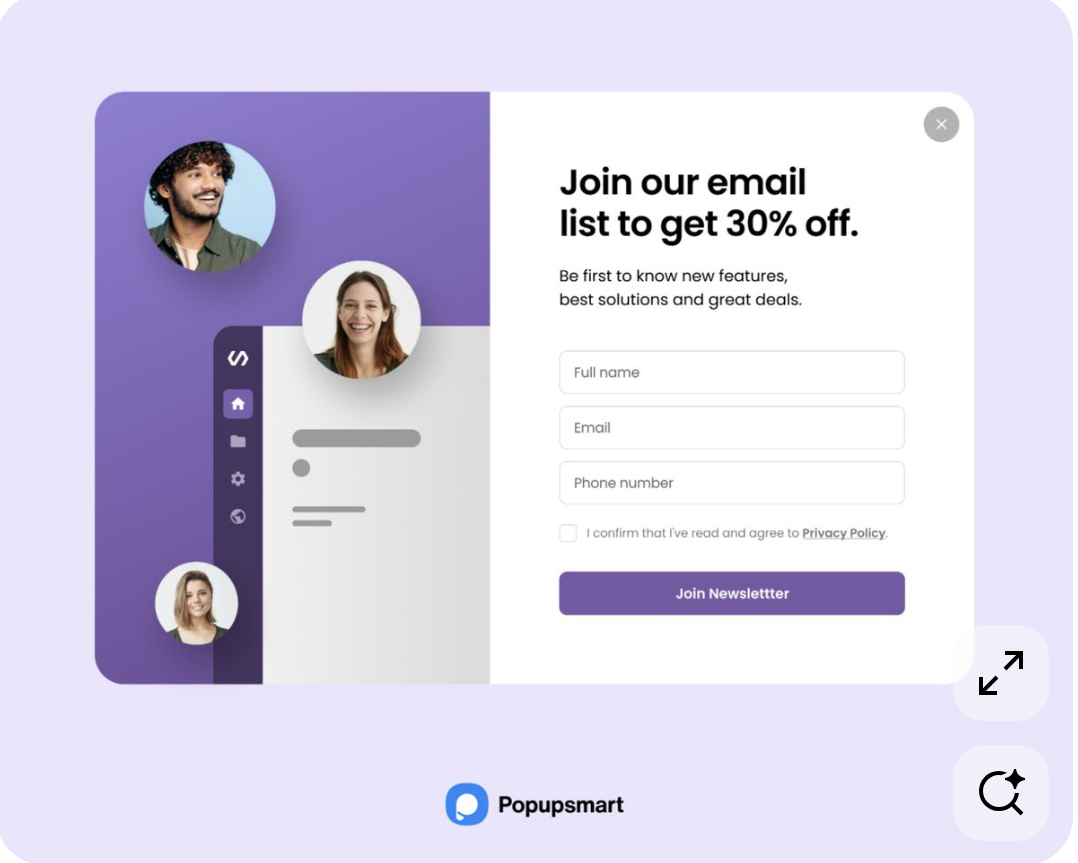 Join our email
list to get 30% off.
Be first to know new features,
best solutions and great deals.
Full name
Email
Phone number
I confirm that I've read and agree to Privacy Policy.
Join Newslettter
Popupsmart